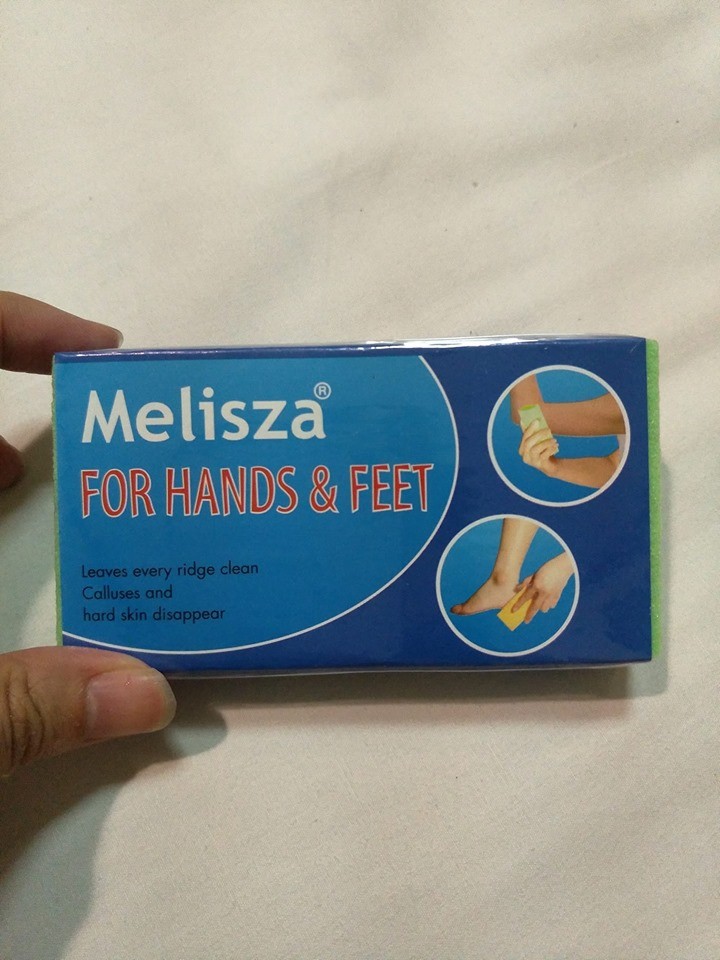 Melisza®
FOR HANDS & FEET
Leaves every ridge clean
Calluses and
hard skin disappear